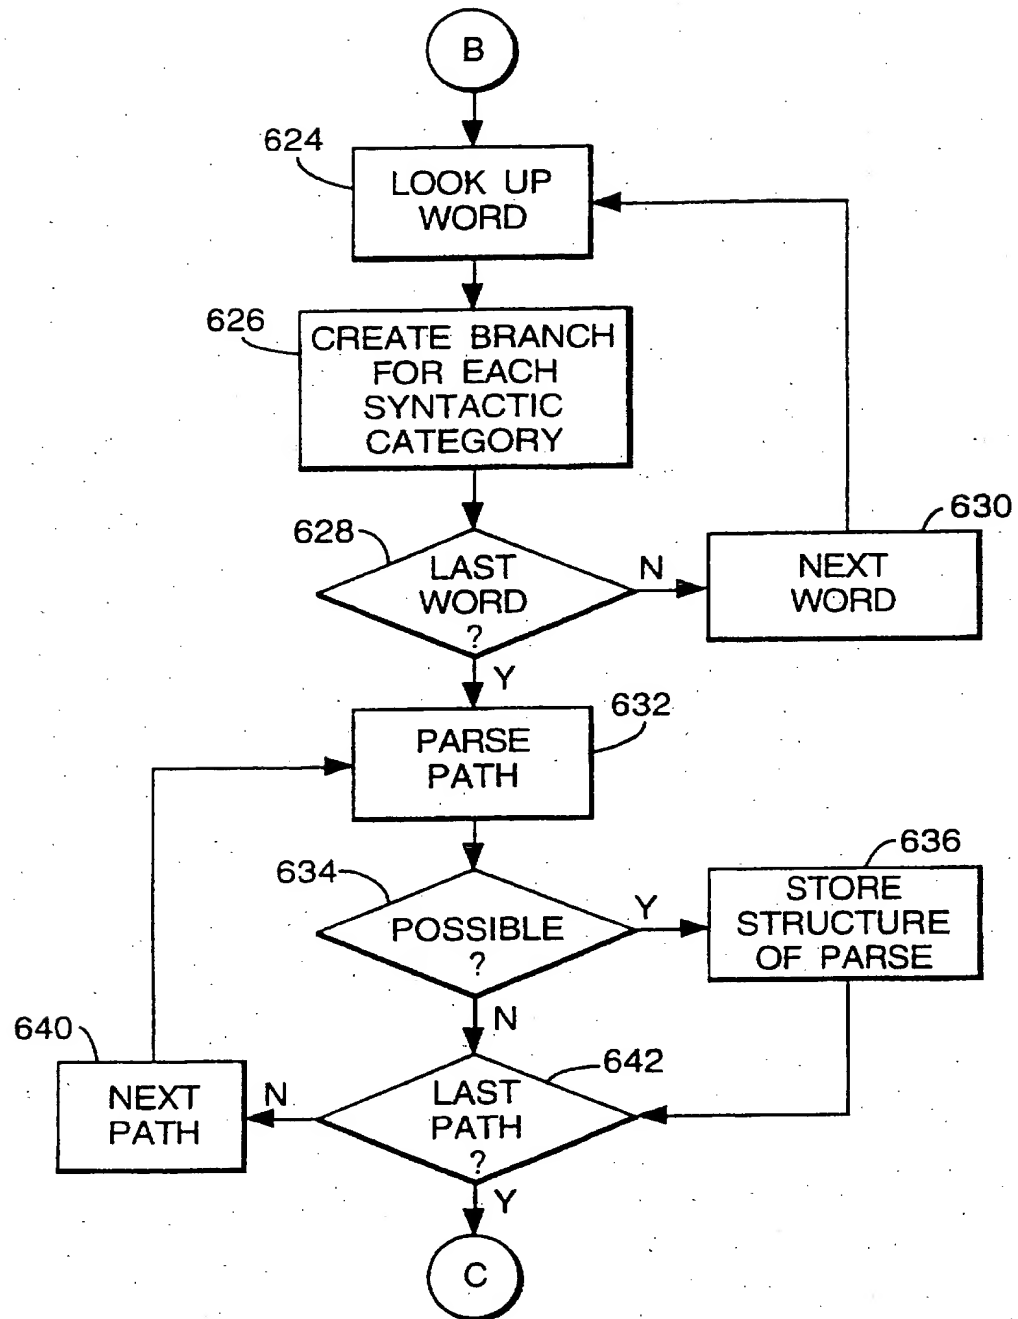 B
624
LOOK UP
WORD
626
CREATE BRANCH
FOR EACH
SYNTACTIC
CATEGORY
628
LAST
WORD
?
N
630
NEXT
WORD
Y
632
PARSE
PATH
634
POSSIBLE
?
Y
636
STORE
STRUCTURE
OF PARSE
N
640
NEXT
PATH
N
642
LAST
PATH
?
Y
C